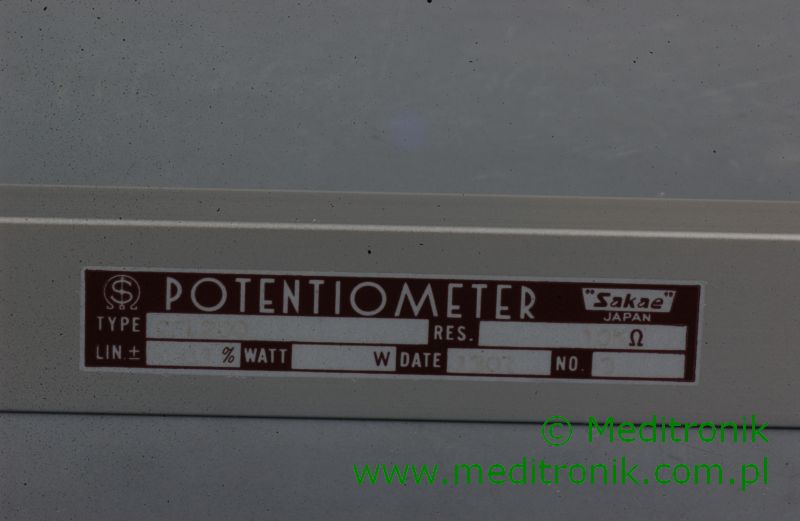 POTENTIOMETER "Sakae"
JAPAN
TYPE RES. Ω
LIN. ± % WATT W DATE NO.
© Meditronik
www.meditronik.com.pl